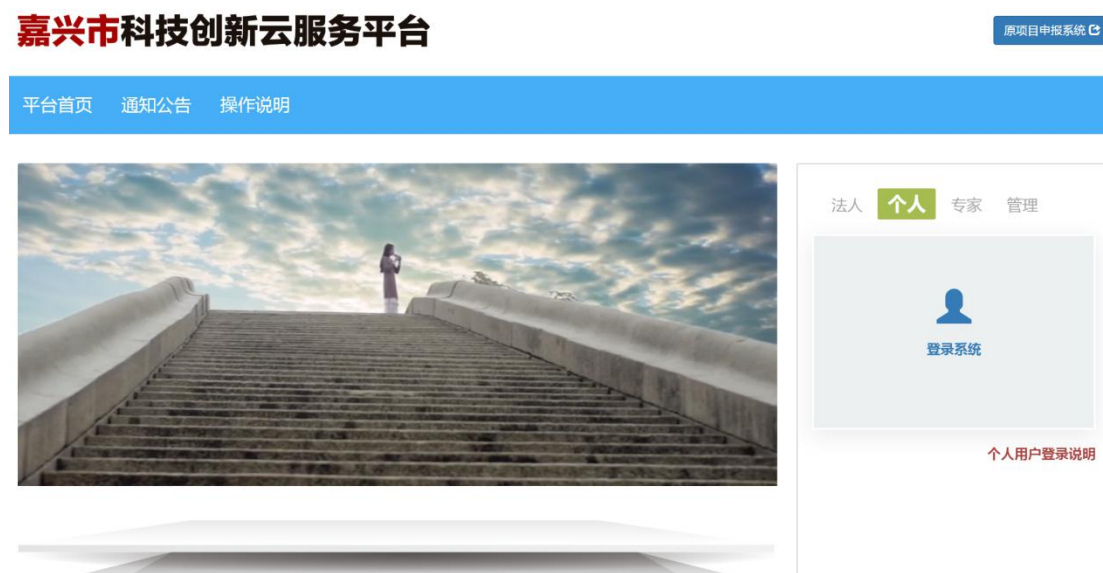 嘉兴市科技创新云服务平台
原项目申报系统
平台首页 通知公告 操作说明
法人 个人 专家 管理
登录系统
个人用户登录说明